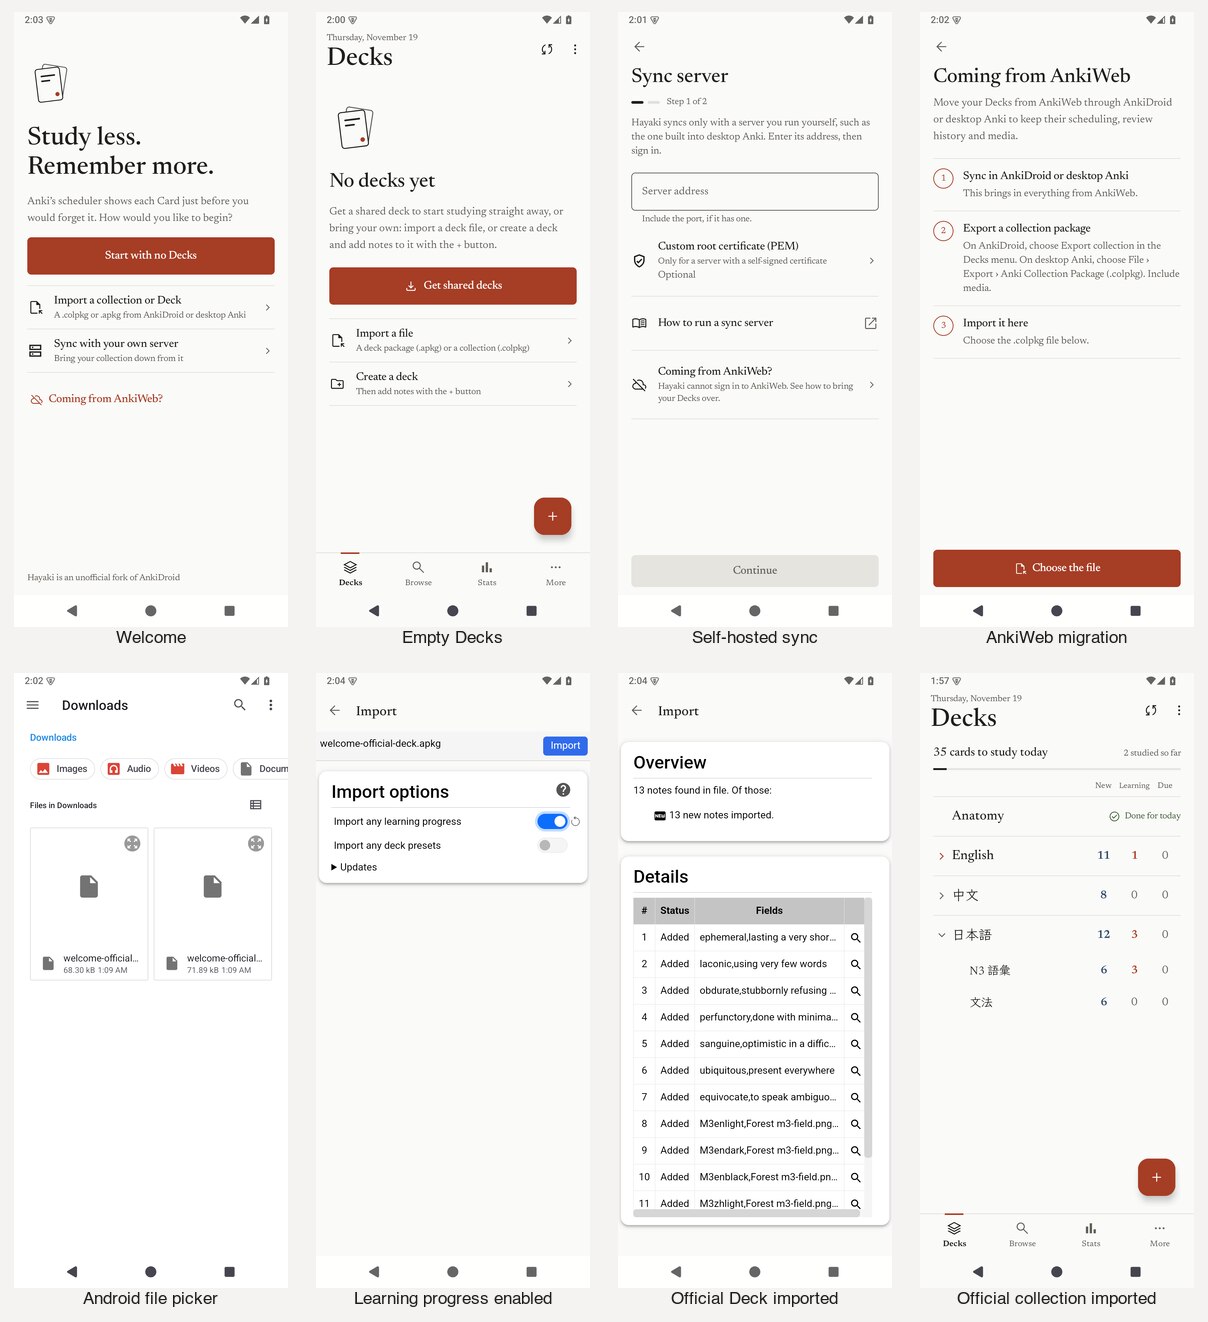 2:03
Study less.
Remember more.
Anki's scheduler shows each Card just before you
would forget it. How would you like to begin?
Start with no Decks
Import a collection or Deck
A .colpkg or .apkg from AnkiDroid or desktop Anki
Sync with your own server
Bring your collection down from it
Coming from AnkiWeb?
Hayaki is an unofficial fork of AnkiDroid
Welcome
2:00
Thursday, November 19
Decks
No decks yet
Get a shared deck to start studying straight away, or
bring your own: import a deck file, or create a deck
and add notes to it with the + button.
Get shared decks
Import a file
A deck package (.apkg) or a collection (.colpkg)
Create a deck
Then add notes with the + button
+
Decks
Browse
Stats
More
Empty Decks
2:01
Sync server
Step 1 of 2
Hayaki syncs only with a server you run yourself, such as
the one built into desktop Anki. Enter its address, then
sign in.
Server address
Include the port, if it has one.
Custom root certificate (PEM)
Only for a server with a self-signed certificate
Optional
How to run a sync server
Coming from AnkiWeb?
Hayaki cannot sign in to AnkiWeb. See how to bring
your Decks over.
Continue
Self-hosted sync
2:02
Coming from AnkiWeb
Move your Decks from AnkiWeb through AnkiDroid
or desktop Anki to keep their scheduling, review
history and media.
1
Sync in AnkiDroid or desktop Anki
This brings in everything from AnkiWeb.
2
Export a collection package
On AnkiDroid, choose Export collection in the
Decks menu. On desktop Anki, choose File ›
Export › Anki Collection Package (.colpkg). Include
media.
3
Import it here
Choose the .colpkg file below.
Choose the file
AnkiWeb migration
2:02
Downloads
Downloads
Images
Audio
Videos
Docum
Files in Downloads
welcome-official...
68.30 kB 1:09 AM
welcome-official...
71.89 kB 1:09 AM
Android file picker
2:04
Import
welcome-official-deck.apkg
Import
Import options
Import any learning progress
Import any deck presets
Updates
Learning progress enabled
2:04
Import
Overview
13 notes found in file. Of those:
NEW 13 new notes imported.
Details
# Status Fields
1 Added ephemeral,lasting a very shor...
2 Added laconic,using very few words
3 Added obdurate,stubbornly refusing ...
4 Added perfunctory,done with minima...
5 Added sanguine,optimistic in a diffic...
6 Added ubiquitous,present everywhere
7 Added equivocate,to speak ambiguo...
8 Added M3enlight,Forest m3-field.png...
9 Added M3endark,Forest m3-field.png...
10 Added M3enblack,Forest m3-field.pn...
11 Added M3zhlight,Forest m3-field.png...
Official Deck imported
1:57
Thursday, November 19
Decks
35 cards to study today
2 studied so far
New Learning Due
Anatomy Done for today
English 11 1 0
中文 8 0 0
日本語 12 3 0
N3 語彙 6 3 0
文法 6 0 0
+
Decks
Browse
Stats
More
Official collection imported